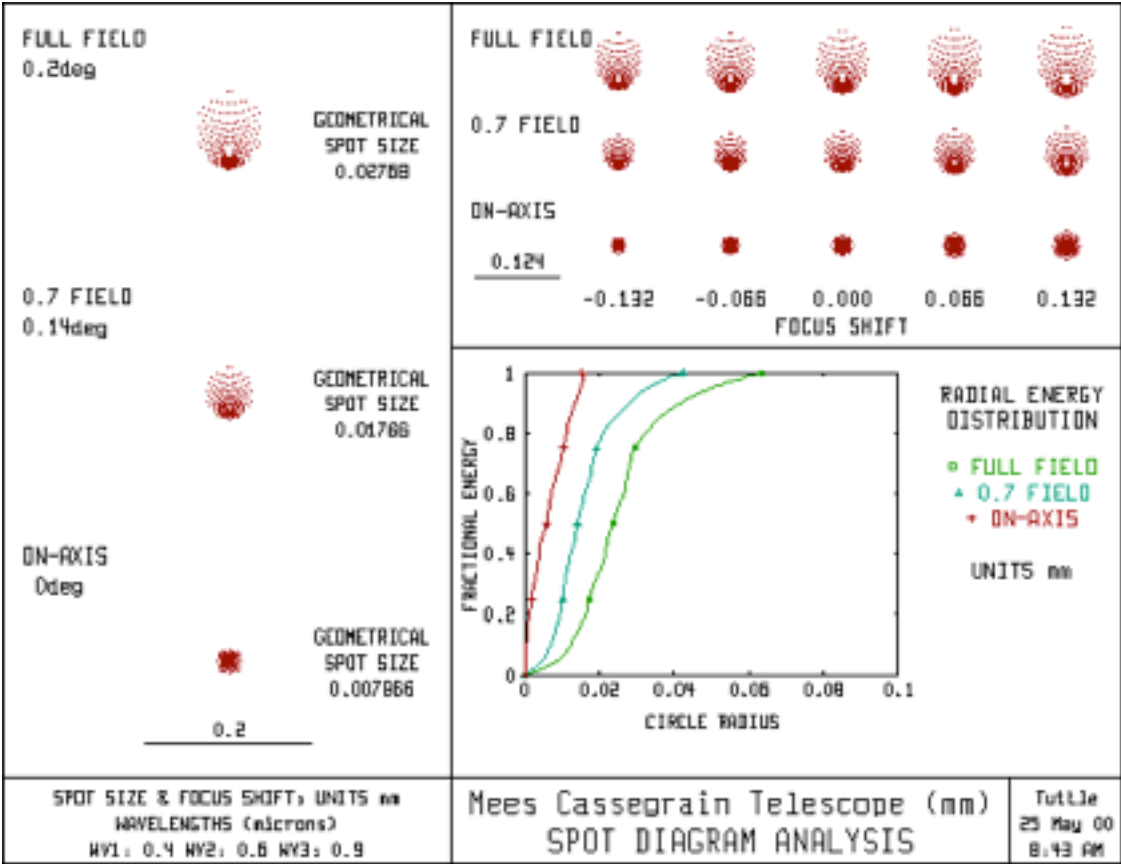 FULL FIELD
0.2deg
GEOMETRICAL
SPOT SIZE
0.02768
0.7 FIELD
0.14deg
GEOMETRICAL
SPOT SIZE
0.01766
ON-AXIS
0deg
GEOMETRICAL
SPOT SIZE
0.007866
0.2
FULL FIELD
0.7 FIELD
ON-AXIS
0.124
-0.132 -0.066 0.000 0.066 0.132
FOCUS SHIFT
1
0.8
0.6
0.4
0.2
0
FRACTIONAL ENERGY
0 0.02 0.04 0.06 0.08 0.1
CIRCLE RADIUS
RADIAL ENERGY
DISTRIBUTION
FULL FIELD
0.7 FIELD
ON-AXIS
UNITS mm
SPOT SIZE & FOCUS SHIFT: UNITS mm
WAVELENGTHS (microns)
WV1: 0.4 WV2: 0.6 WV3: 0.9
Mees Cassegrain Telescope (mm)
SPOT DIAGRAM ANALYSIS
Tuttle
25 May 00
8:43 AM